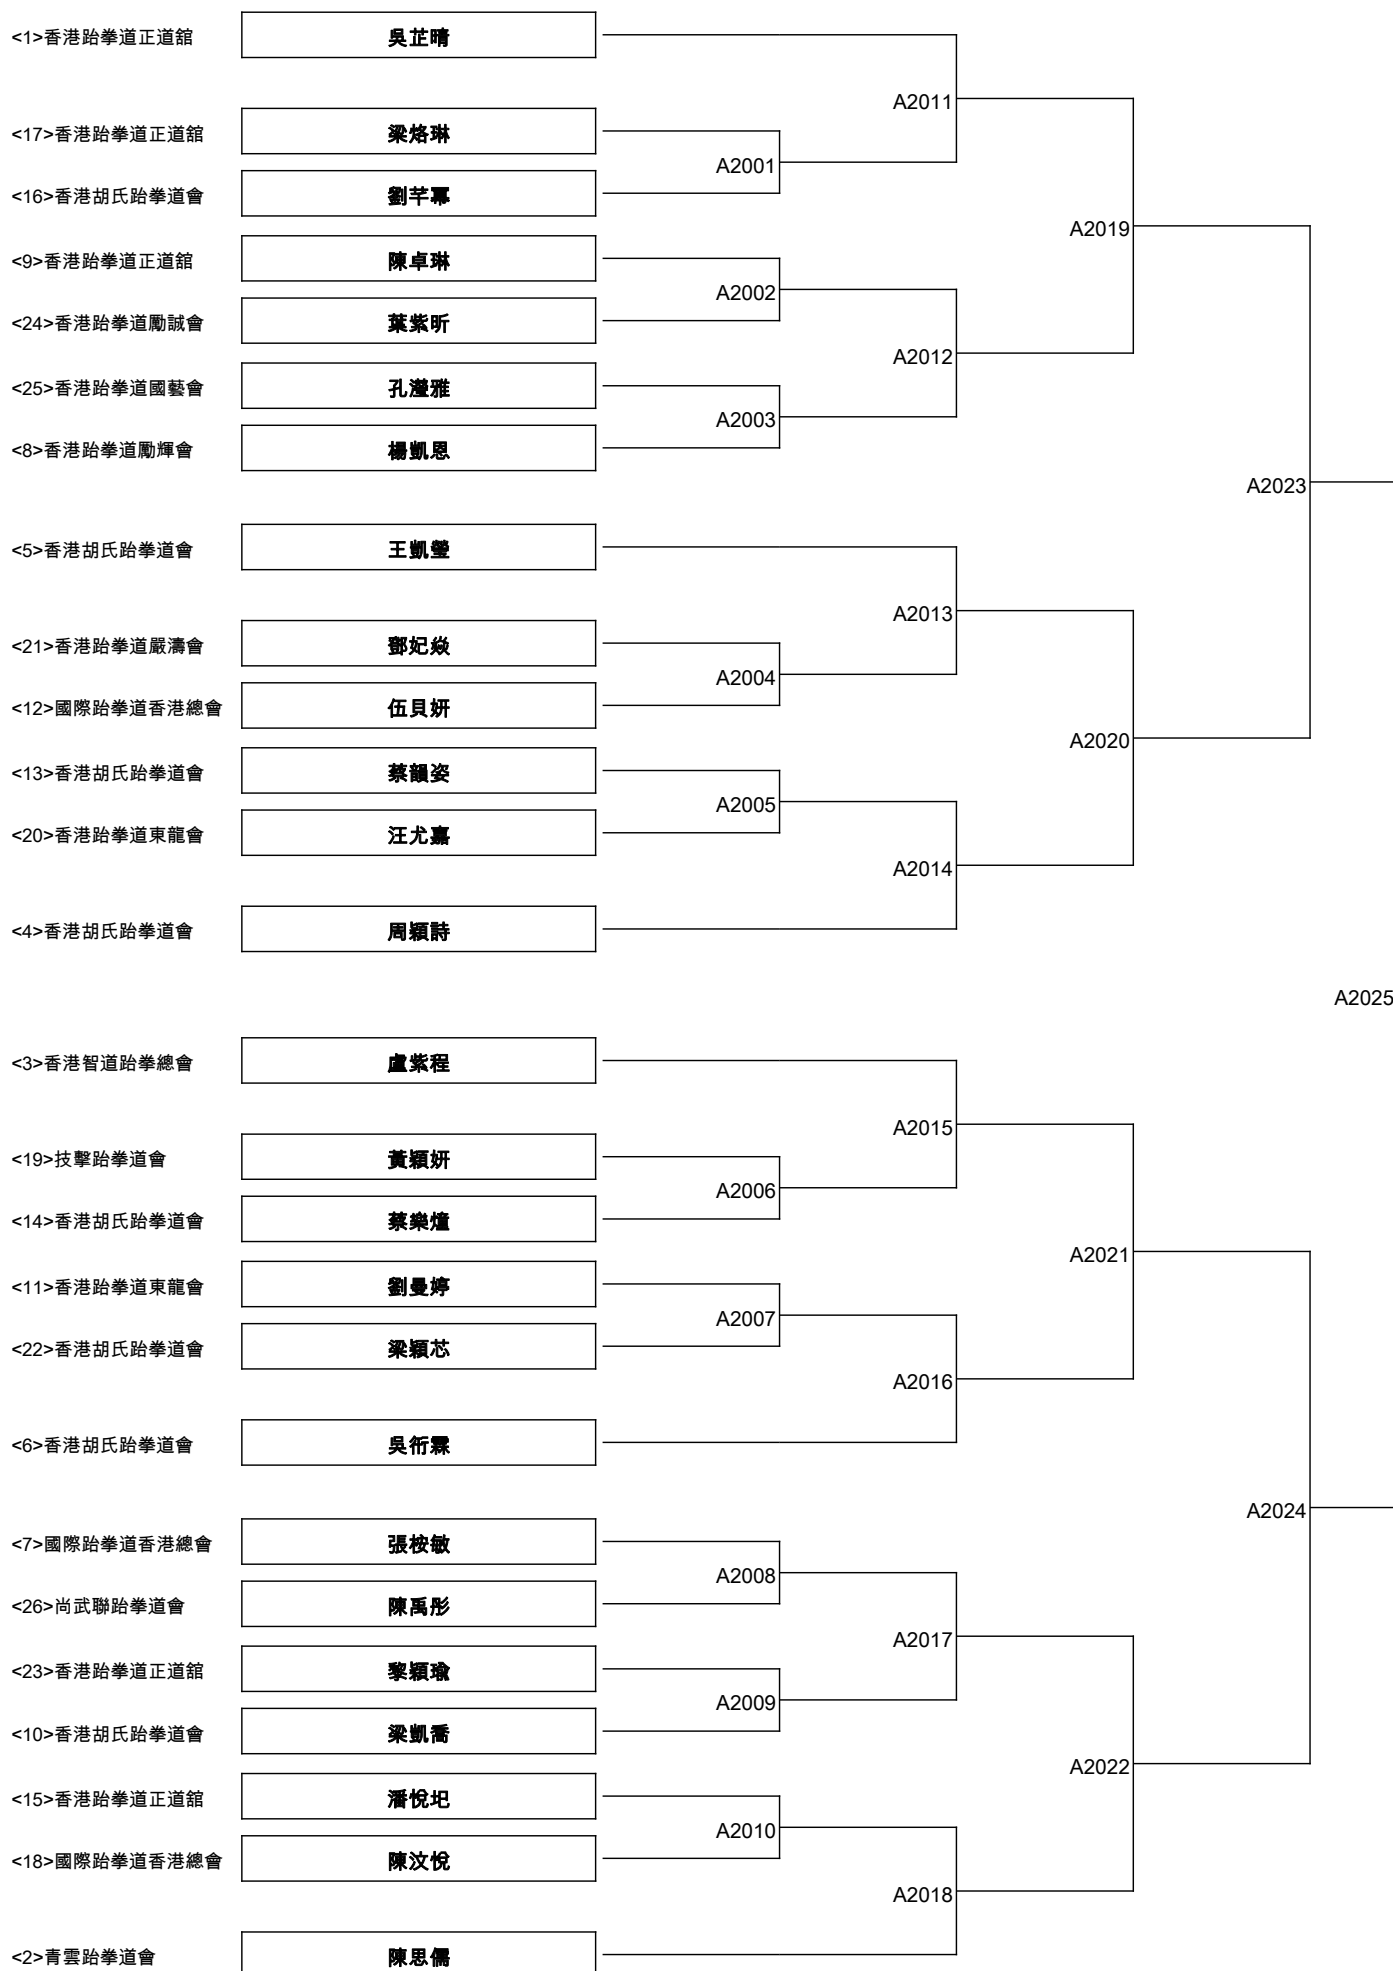 <1>香港跆拳道正道舘 吳芷晴
A2011
<17>香港跆拳道正道舘 梁烙琳
A2001
<16>香港胡氏跆拳道會 劉芊冪
A2019
<9>香港跆拳道正道舘 陳卓琳
A2002
<24>香港跆拳道勵誠會 葉紫昕
A2012
<25>香港跆拳道國藝會 孔瀅雅
A2003
<8>香港跆拳道勵輝會 楊凱恩
A2023
<5>香港胡氏跆拳道會 王凱瑩
A2013
<21>香港跆拳道嚴濤會 鄧妃焱
A2004
<12>國際跆拳道香港總會 伍貝妍
A2020
<13>香港胡氏跆拳道會 蔡韻姿
A2005
<20>香港跆拳道東龍會 汪尤嘉
A2014
<4>香港胡氏跆拳道會 周穎詩
A2025
<3>香港智道跆拳總會 盧紫程
A2015
<19>技擊跆拳道會 黃穎妍
A2006
<14>香港胡氏跆拳道會 蔡樂燑
A2021
<11>香港跆拳道東龍會 劉曼婷
A2007
<22>香港胡氏跆拳道會 梁穎芯
A2016
<6>香港胡氏跆拳道會 吳衍霖
A2024
<7>國際跆拳道香港總會 張桉敏
A2008
<26>尚武聯跆拳道會 陳禹彤
A2017
<23>香港跆拳道正道舘 黎穎瑜
A2009
<10>香港胡氏跆拳道會 梁凱喬
A2022
<15>香港跆拳道正道舘 潘悅圯
A2010
<18>國際跆拳道香港總會 陳汶悅
A2018
<2>青雲跆拳道會 陳思儒